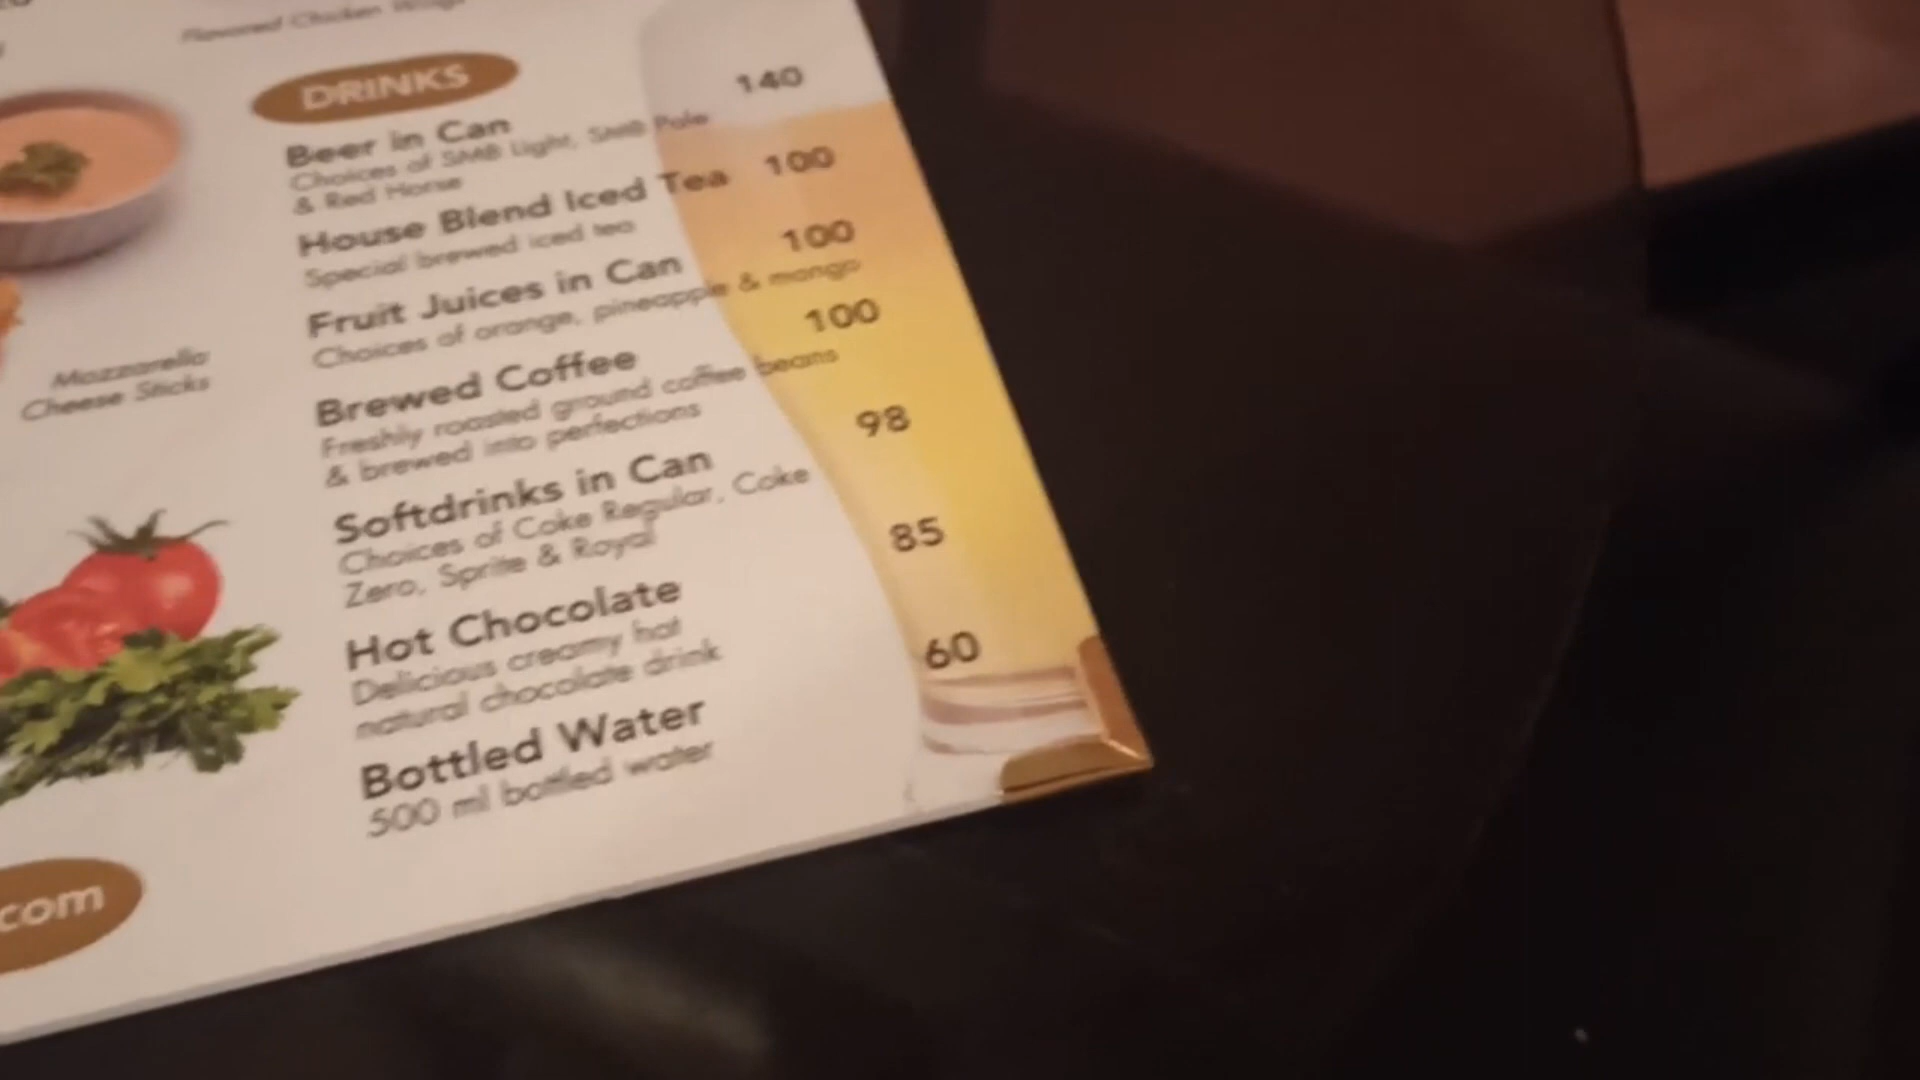 Flavored Chicken Wings
DRINKS
Beer in Can 140
Choices of SMB Light, SMB Pale
& Red Horse
House Blend Iced Tea 100
Special brewed iced tea
Fruit Juices in Can 100
Choices of orange, pineapple & mango
Brewed Coffee 100
Freshly roasted ground coffee beans
& brewed into perfections
Softdrinks in Can 98
Choices of Coke Regular, Coke
Zero, Sprite & Royal
Hot Chocolate 85
Delicious creamy hot
natural chocolate drink
Bottled Water 60
500 ml bottled water
Mozzarella
Cheese Sticks
.com